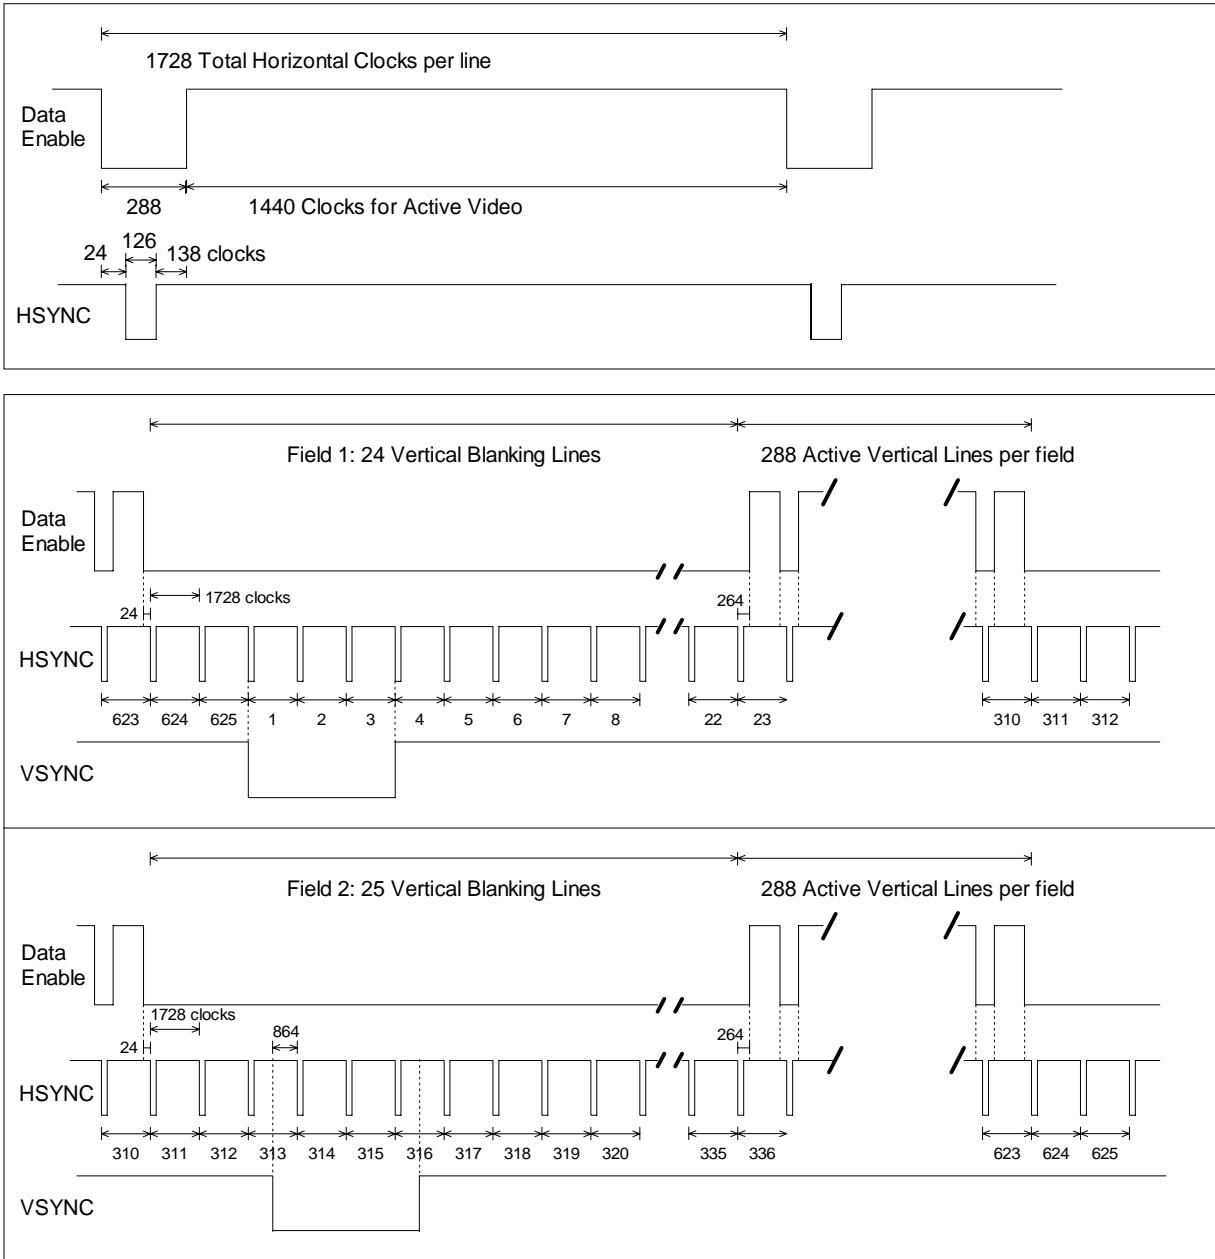 1728 Total Horizontal Clocks per line
Data
Enable
288
1440 Clocks for Active Video
24
126
138 clocks
HSYNC
Field 1: 24 Vertical Blanking Lines
288 Active Vertical Lines per field
Data
Enable
24
1728 clocks
264
HSYNC
623 624 625 1 2 3 4 5 6 7 8 22 23 310 311 312
VSYNC
Field 2: 25 Vertical Blanking Lines
288 Active Vertical Lines per field
Data
Enable
1728 clocks
24
864
264
HSYNC
310 311 312 313 314 315 316 317 318 319 320 335 336 623 624 625
VSYNC